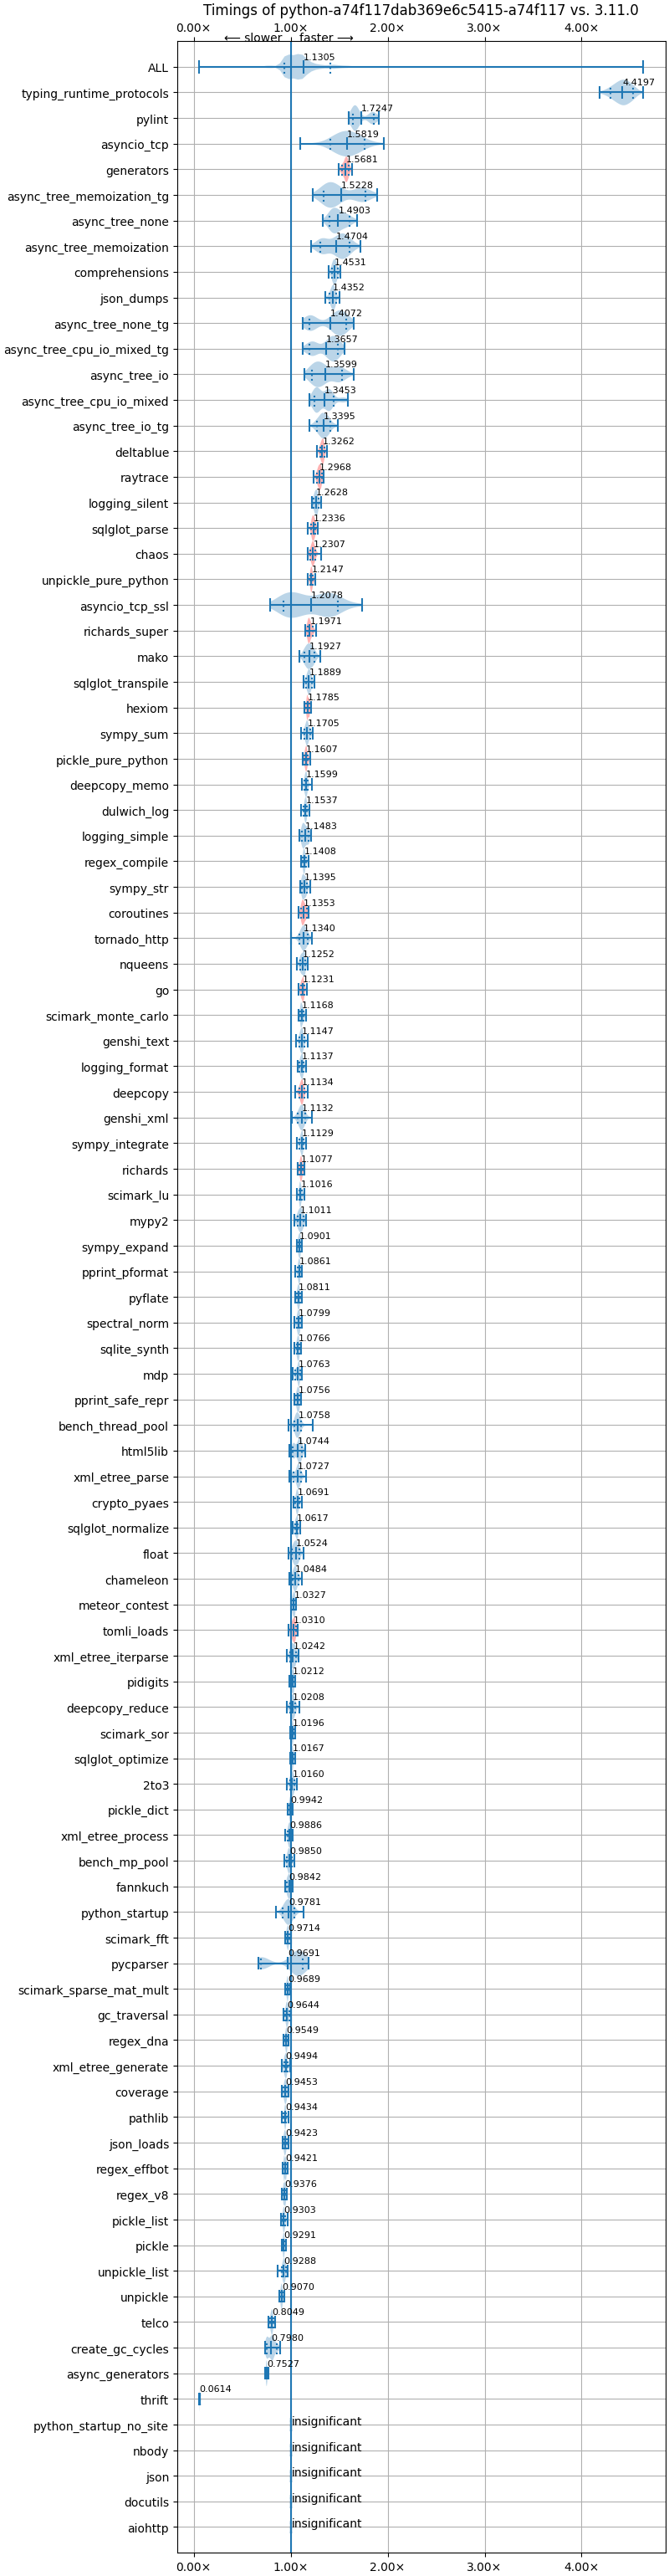 Timings of python-a74f117dab369e6c5415-a74f117 vs. 3.11.0
0.00× 1.00× 2.00× 3.00× 4.00×
⟵ slower faster ⟶
ALL 1.1305
typing_runtime_protocols 4.4197
pylint 1.7247
asyncio_tcp 1.5819
generators 1.5681
async_tree_memoization_tg 1.5228
async_tree_none 1.4903
async_tree_memoization 1.4704
comprehensions 1.4531
json_dumps 1.4352
async_tree_none_tg 1.4072
async_tree_cpu_io_mixed_tg 1.3657
async_tree_io 1.3599
async_tree_cpu_io_mixed 1.3453
async_tree_io_tg 1.3395
deltablue 1.3262
raytrace 1.2968
logging_silent 1.2628
sqlglot_parse 1.2336
chaos 1.2307
unpickle_pure_python 1.2147
asyncio_tcp_ssl 1.2078
richards_super 1.1971
mako 1.1927
sqlglot_transpile 1.1889
hexiom 1.1785
sympy_sum 1.1705
pickle_pure_python 1.1607
deepcopy_memo 1.1599
dulwich_log 1.1537
logging_simple 1.1483
regex_compile 1.1408
sympy_str 1.1395
coroutines 1.1353
tornado_http 1.1340
nqueens 1.1252
go 1.1231
scimark_monte_carlo 1.1168
genshi_text 1.1147
logging_format 1.1137
deepcopy 1.1134
genshi_xml 1.1132
sympy_integrate 1.1129
richards 1.1077
scimark_lu 1.1016
mypy2 1.1011
sympy_expand 1.0901
pprint_pformat 1.0861
pyflate 1.0811
spectral_norm 1.0799
sqlite_synth 1.0766
mdp 1.0763
pprint_safe_repr 1.0756
bench_thread_pool 1.0758
html5lib 1.0744
xml_etree_parse 1.0727
crypto_pyaes 1.0691
sqlglot_normalize 1.0617
float 1.0524
chameleon 1.0484
meteor_contest 1.0327
tomli_loads 1.0310
xml_etree_iterparse 1.0242
pidigits 1.0212
deepcopy_reduce 1.0208
scimark_sor 1.0196
sqlglot_optimize 1.0167
2to3 1.0160
pickle_dict 0.9942
xml_etree_process 0.9886
bench_mp_pool 0.9850
fannkuch 0.9842
python_startup 0.9781
scimark_fft 0.9714
pycparser 0.9691
scimark_sparse_mat_mult 0.9689
gc_traversal 0.9644
regex_dna 0.9549
xml_etree_generate 0.9494
coverage 0.9453
pathlib 0.9434
json_loads 0.9423
regex_effbot 0.9421
regex_v8 0.9376
pickle_list 0.9303
pickle 0.9291
unpickle_list 0.9288
unpickle 0.9070
telco 0.8049
create_gc_cycles 0.7980
async_generators 0.7527
thrift 0.0614
python_startup_no_site insignificant
nbody insignificant
json insignificant
docutils insignificant
aiohttp insignificant
0.00× 1.00× 2.00× 3.00× 4.00×